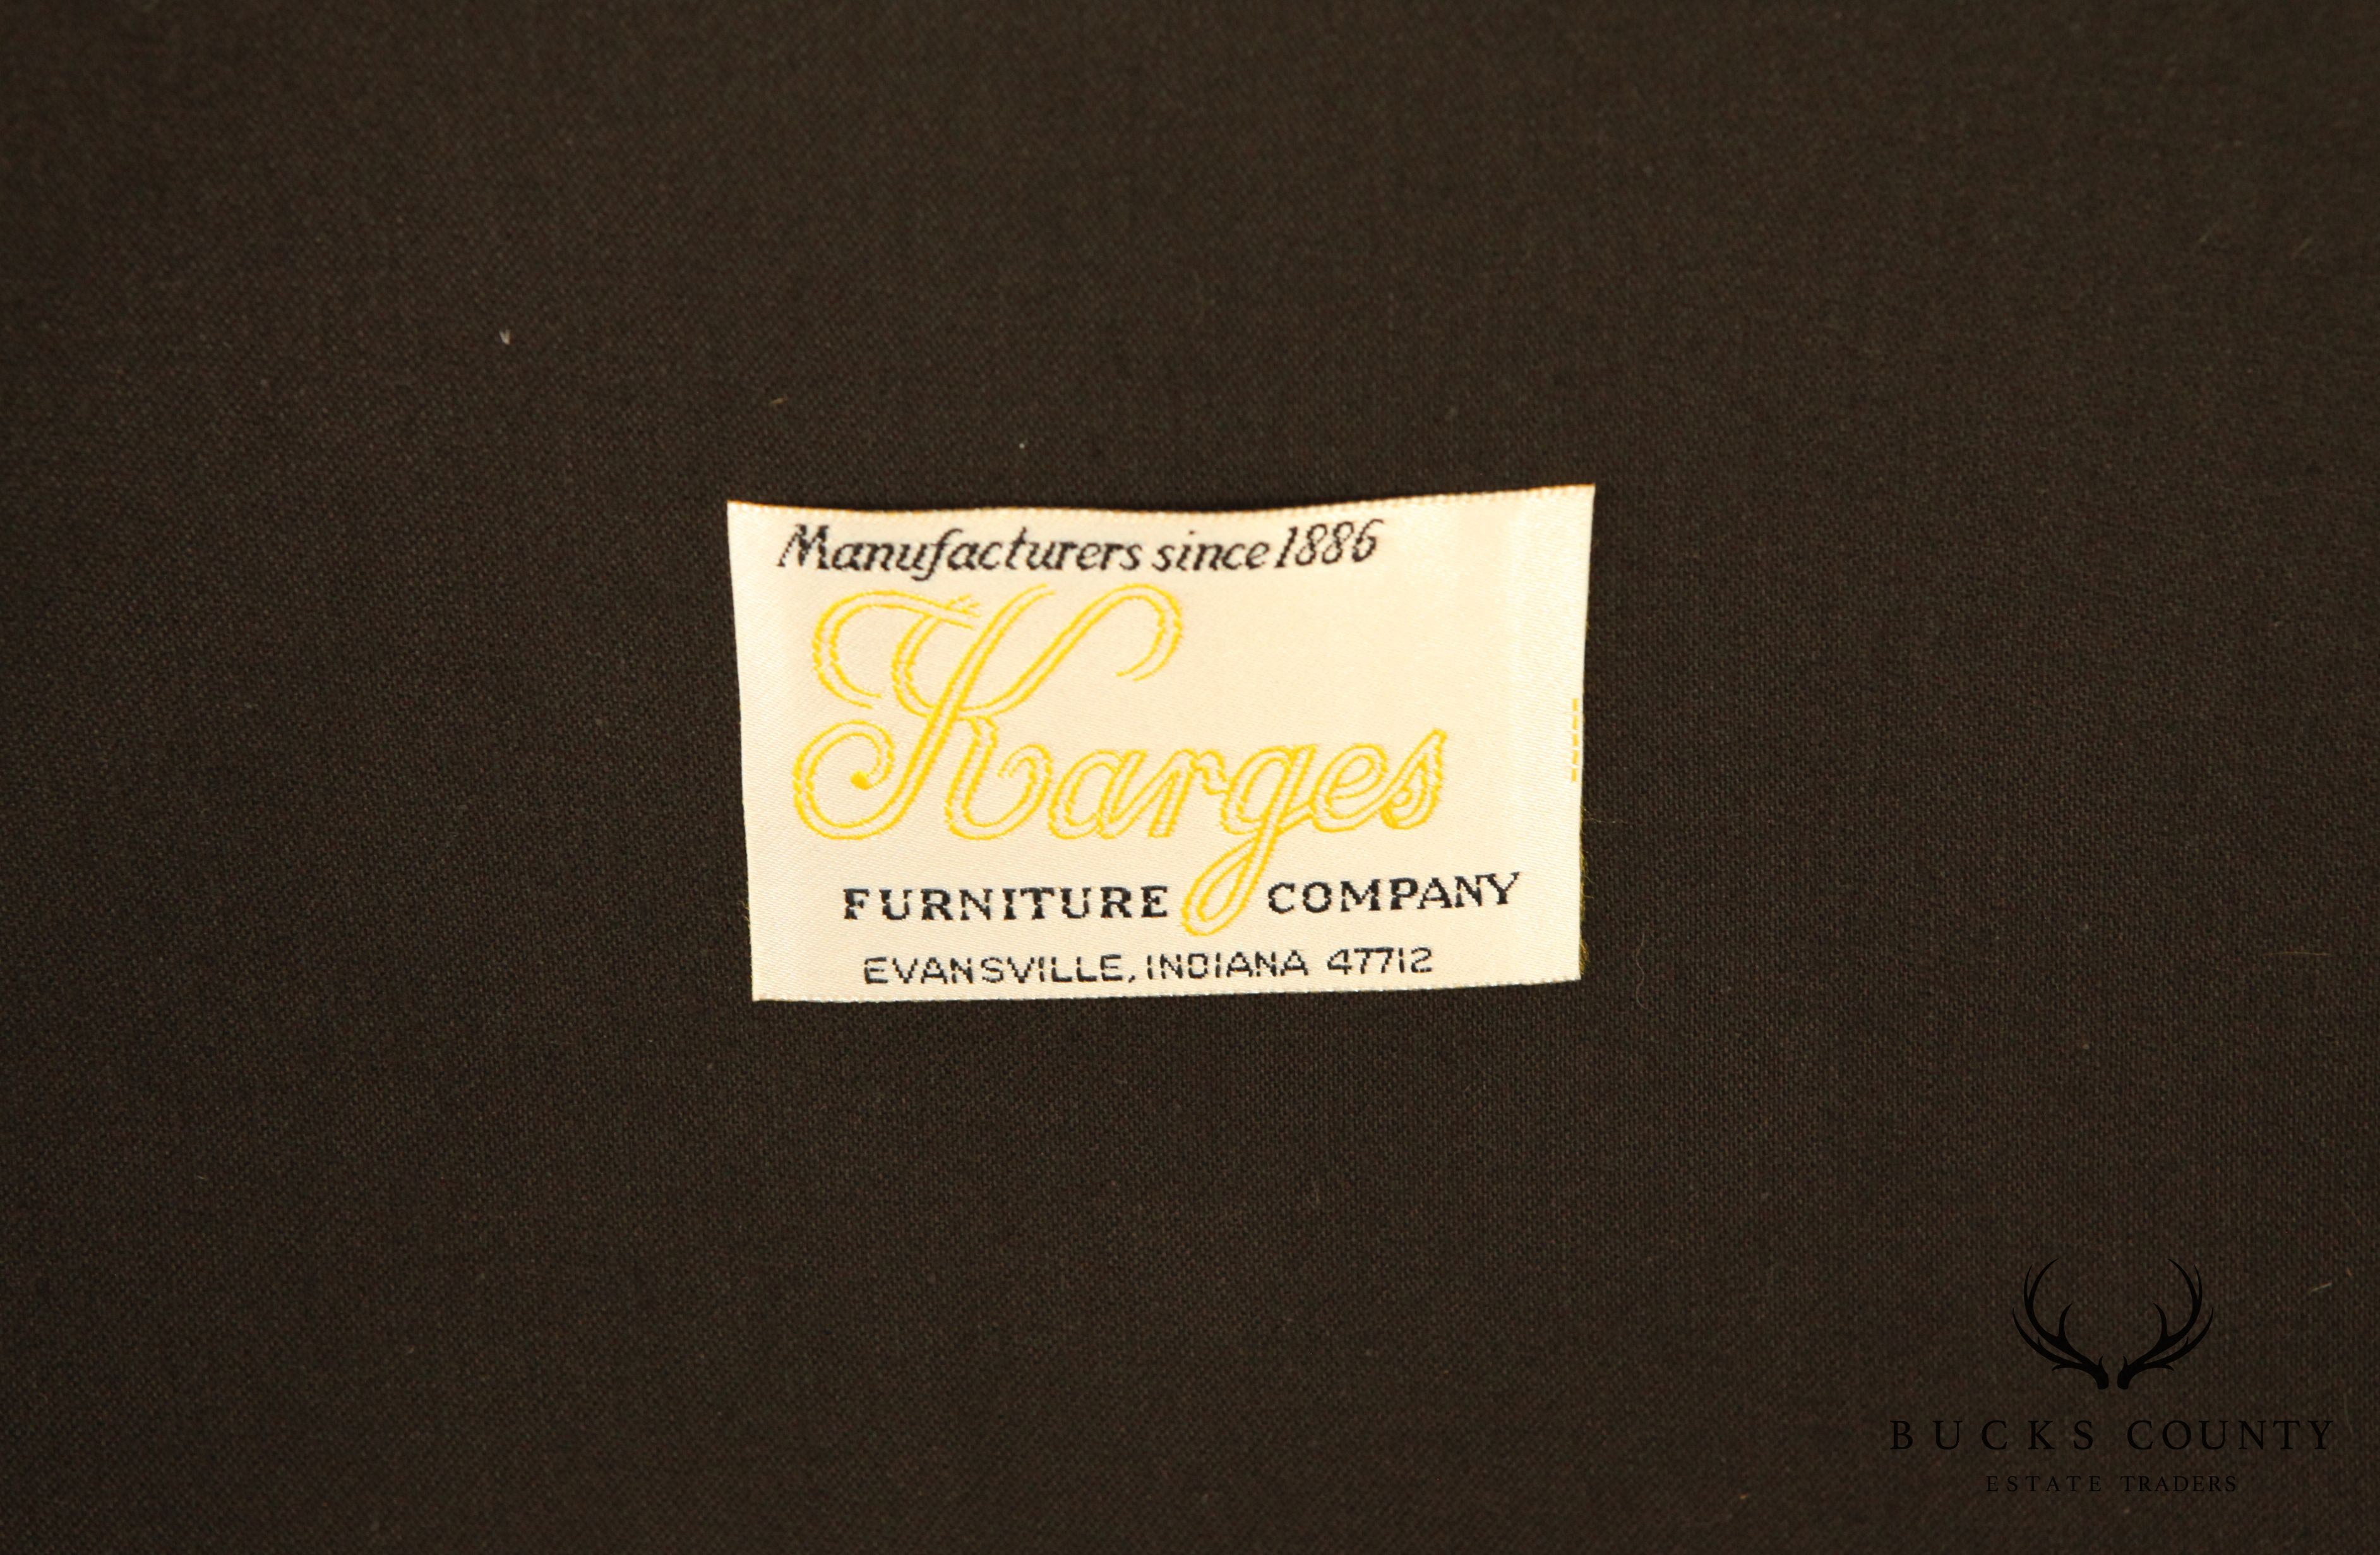 Manufacturers since 1886
Karges
FURNITURE COMPANY
EVANSVILLE, INDIANA 47712
BUCKS COUNTY
ESTATE TRADERS